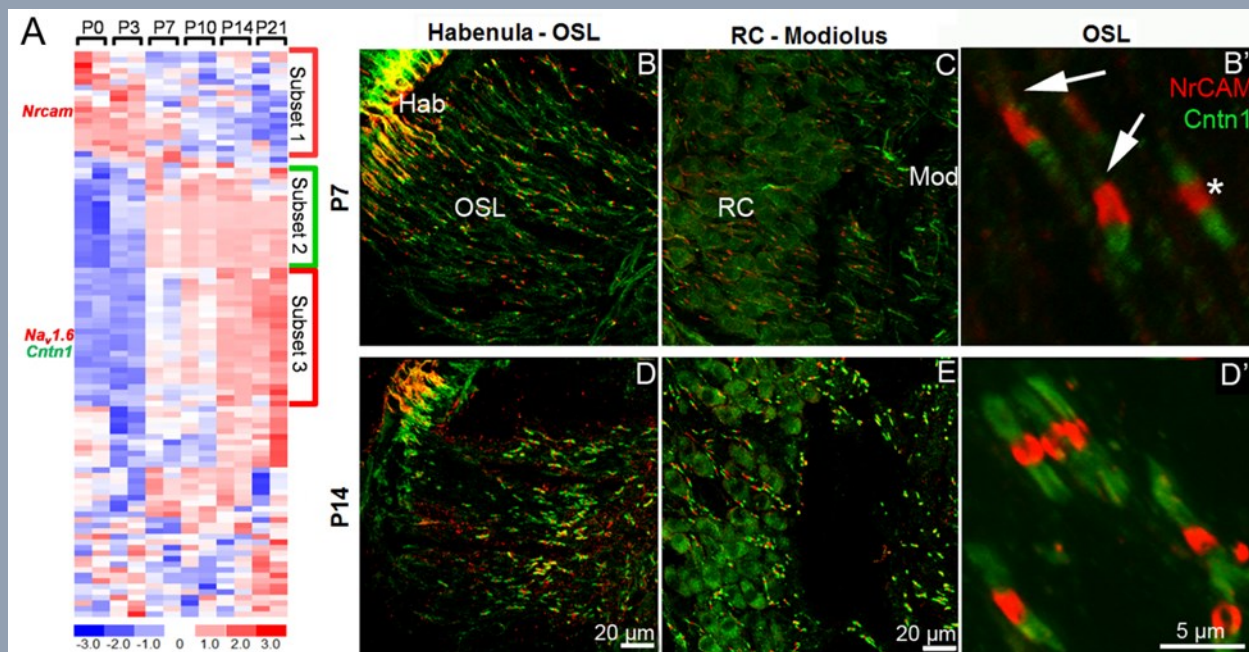 A
P0 P3 P7 P10 P14 P21
Nrcam
Subset 1
Subset 2
Subset 3
Nav1.6
Cntn1
-3.0 -2.0 -1.0 0 1.0 2.0 3.0
Habenula - OSL
RC - Modiolus
OSL
P7
B
Hab
OSL
C
RC
Mod
B'
NrCAM
Cntn1
*
P14
D
20 µm
E
20 µm
D'
5 µm